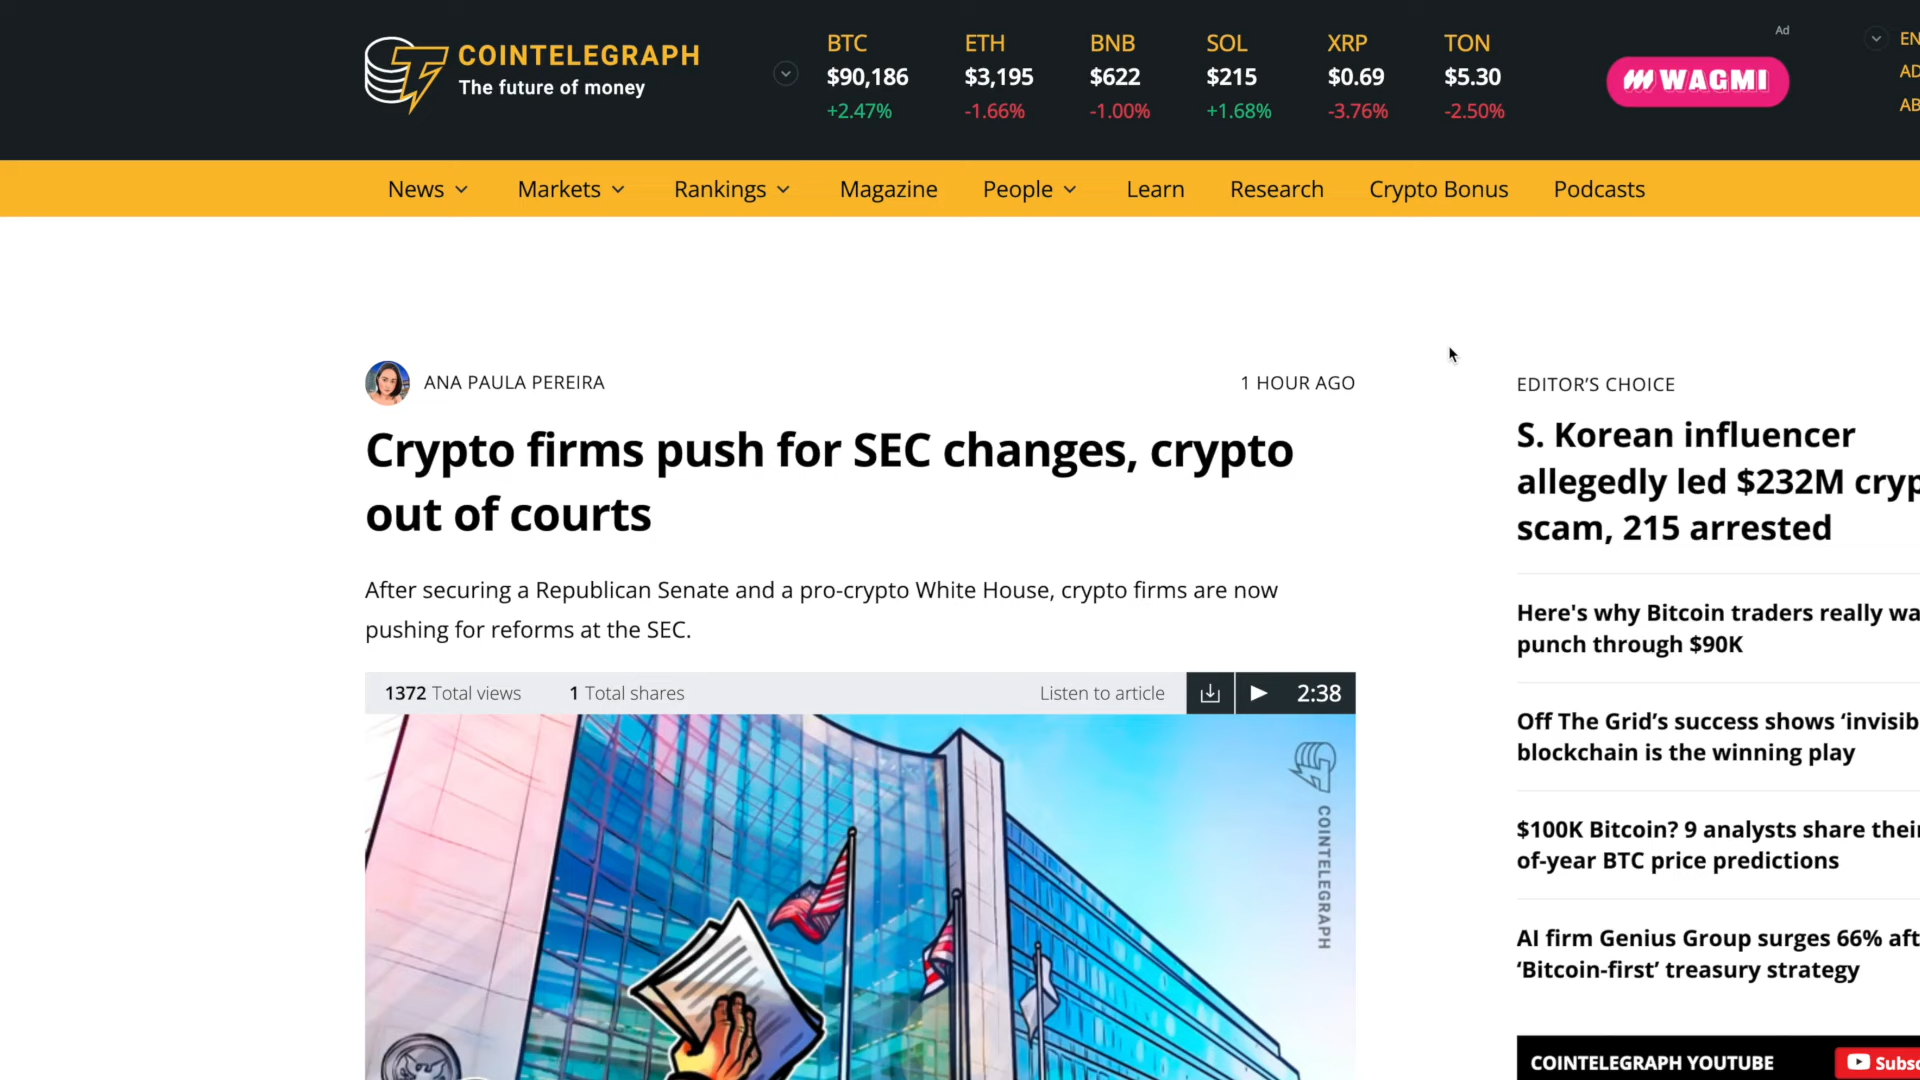 COINTELEGRAPH
The future of money
BTC
$90,186
+2.47%
ETH
$3,195
-1.66%
BNB
$622
-1.00%
SOL
$215
+1.68%
XRP
$0.69
-3.76%
TON
$5.30
-2.50%
Ad
WAGMI
EN
AD
AB
News
Markets
Rankings
Magazine
People
Learn
Research
Crypto Bonus
Podcasts
ANA PAULA PEREIRA
1 HOUR AGO
Crypto firms push for SEC changes, crypto
out of courts
After securing a Republican Senate and a pro-crypto White House, crypto firms are now
pushing for reforms at the SEC.
1372 Total views
1 Total shares
Listen to article
2:38
COINTELEGRAPH
EDITOR’S CHOICE
S. Korean influencer
allegedly led $232M cryp
scam, 215 arrested
Here's why Bitcoin traders really wa
punch through $90K
Off The Grid’s success shows ‘invisib
blockchain is the winning play
$100K Bitcoin? 9 analysts share their
of-year BTC price predictions
AI firm Genius Group surges 66% aft
‘Bitcoin-first’ treasury strategy
COINTELEGRAPH YOUTUBE
Subsc